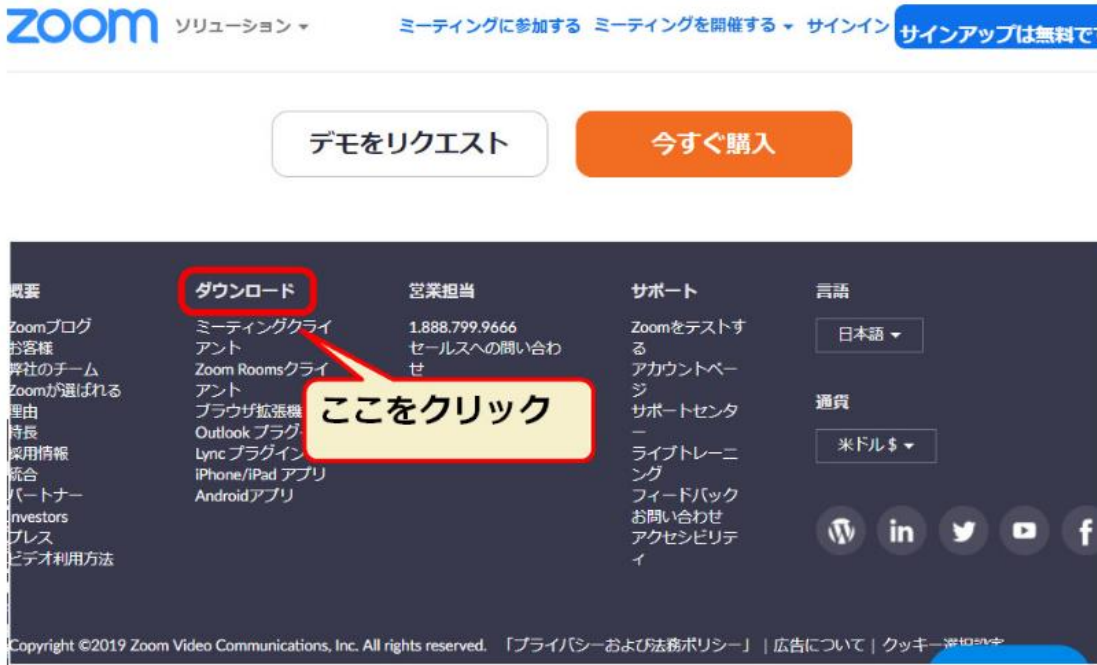 zoom
ソリューション
ミーティングに参加する
ミーティングを開催する
サインイン
サインアップは無料で
デモをリクエスト
今すぐ購入
概要
Zoomブログ
お客様
弊社のチーム
Zoomが選ばれる
理由
特長
採用情報
統合
パートナー
Investors
プレス
ビデオ利用方法
ダウンロード
ミーティングクライ
アント
Zoom Roomsクライ
アント
ブラウザ拡張機
Outlook プラグ
Lync プラグイン
iPhone/iPad アプリ
Androidアプリ
ここをクリック
営業担当
1.888.799.9666
セールスへの問い合わ
せ
サポート
Zoomをテストす
る
アカウントペー
ジ
サポートセンタ
ー
ライブトレーニ
ング
フィードバック
お問い合わせ
アクセシビリテ
ィ
言語
日本語
通貨
米ドル $
in
f
Copyright ©2019 Zoom Video Communications, Inc. All rights reserved. 「プライバシーおよび法務ポリシー」 | 広告について | クッキー選択設定